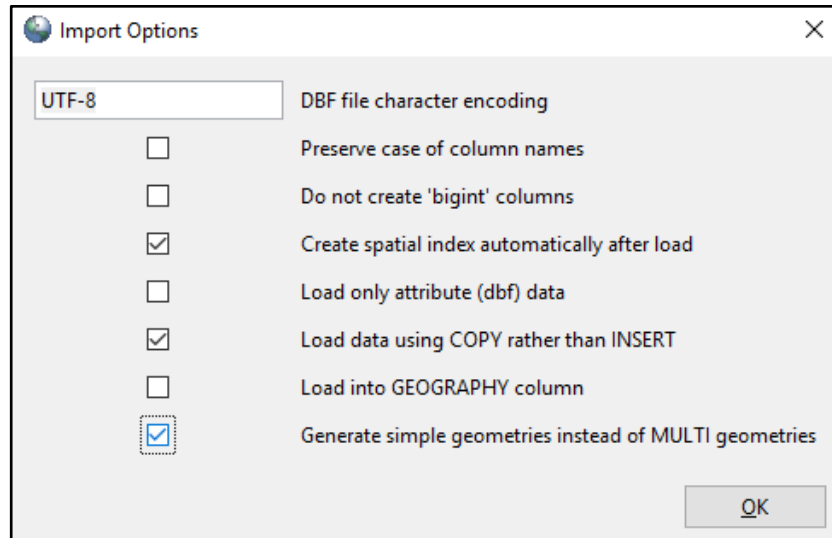 Import Options
UTF-8 DBF file character encoding
Preserve case of column names
Do not create 'bigint' columns
Create spatial index automatically after load
Load only attribute (dbf) data
Load data using COPY rather than INSERT
Load into GEOGRAPHY column
Generate simple geometries instead of MULTI geometries
OK